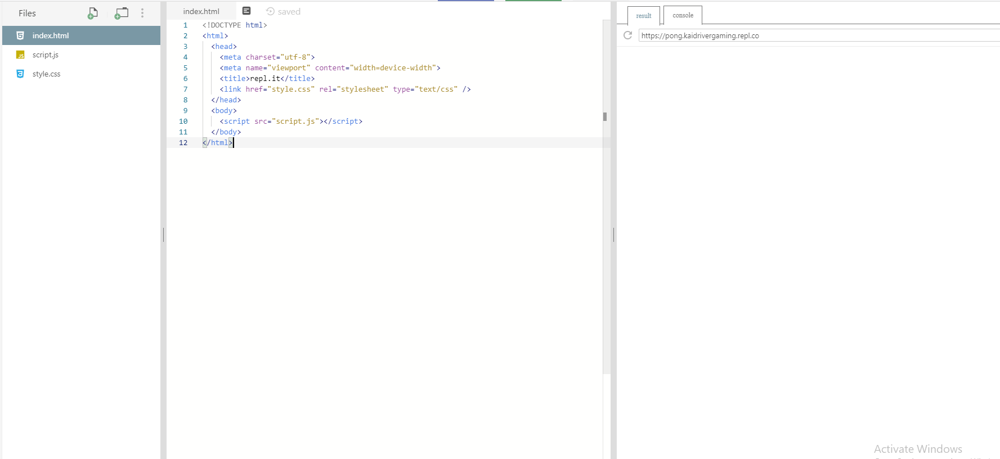 Files
index.html
script.js
style.css
index.html
saved
1 <!DOCTYPE html>
2 <html>
3 <head>
4 <meta charset="utf-8">
5 <meta name="viewport" content="width=device-width">
6 <title>repl.it</title>
7 <link href="style.css" rel="stylesheet" type="text/css" />
8 </head>
9 <body>
10 <script src="script.js"></script>
11 </body>
12 </html>
result
console
https://pong.kaidrivergaming.repl.co
Activate Windows